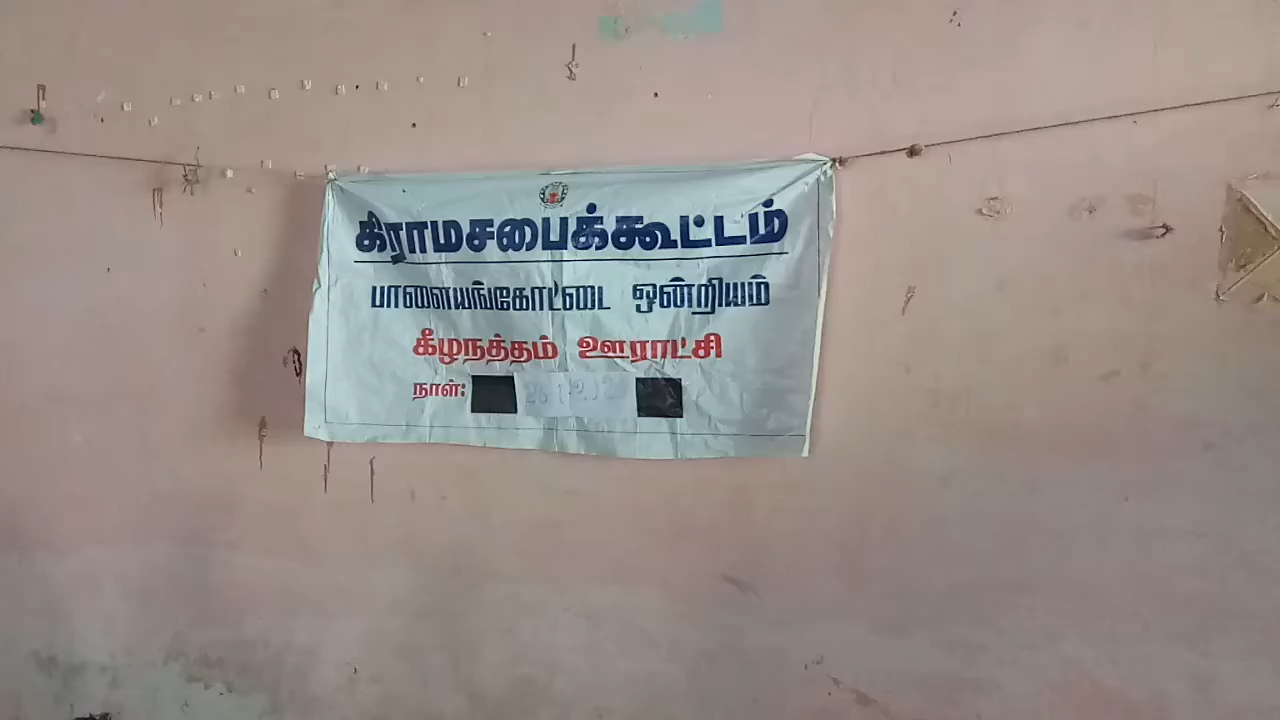 கிராமசபைக்கூட்டம்
பாளையங்கோட்டை ஒன்றியம்
கீழநத்தம் ஊராட்சி
நாள்: